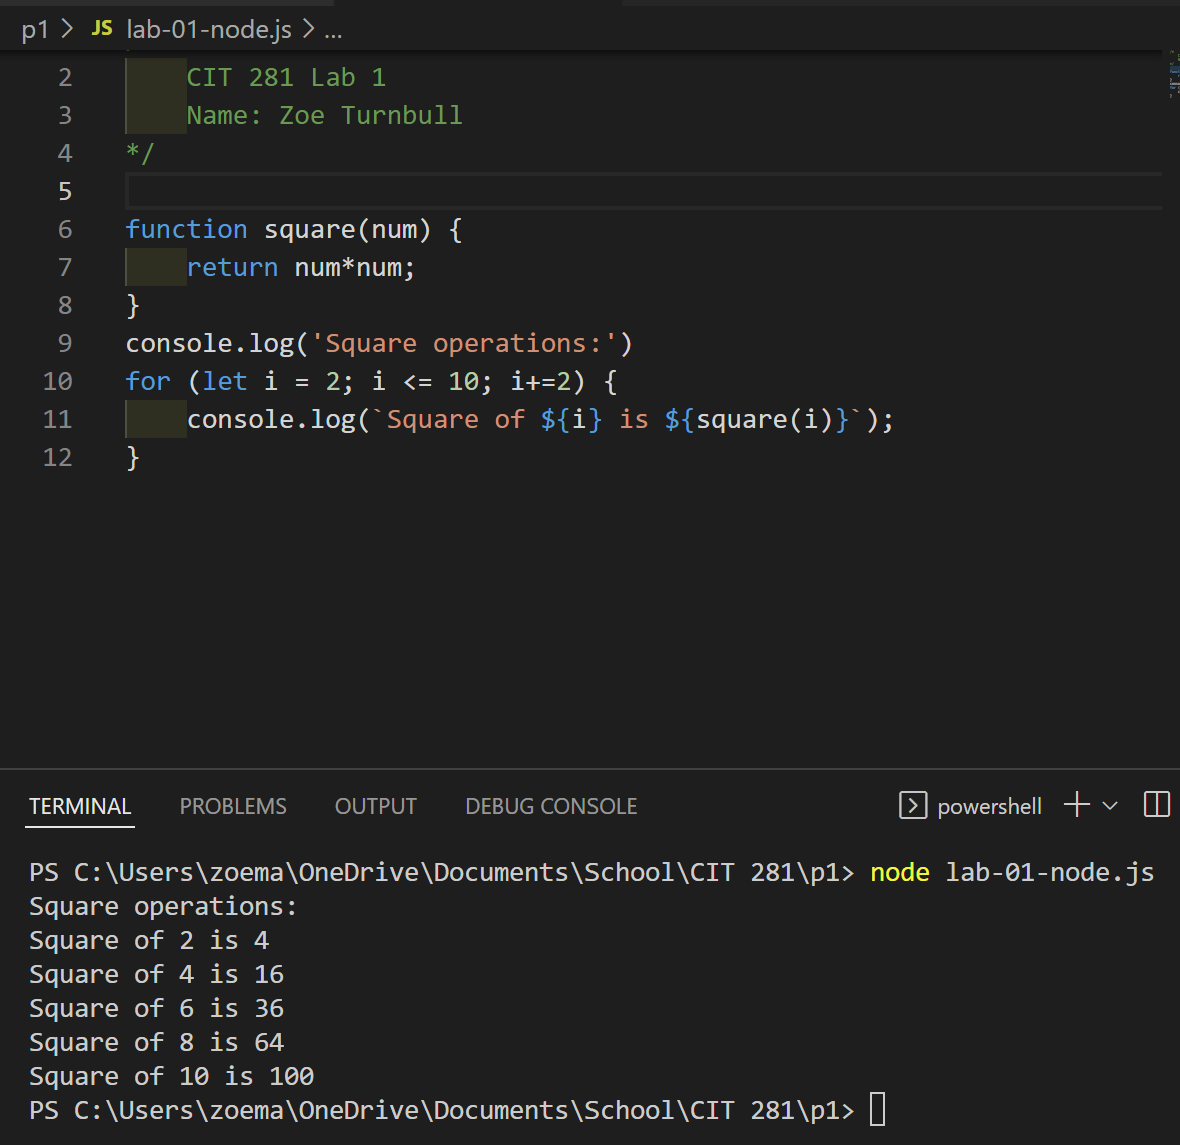 p1 > JS lab-01-node.js > ...
2 CIT 281 Lab 1
3 Name: Zoe Turnbull
4 */
5
6 function square(num) {
7 return num*num;
8 }
9 console.log('Square operations:')
10 for (let i = 2; i <= 10; i+=2) {
11 console.log(`Square of ${i} is ${square(i)}`);
12 }
TERMINAL PROBLEMS OUTPUT DEBUG CONSOLE powershell
PS C:\Users\zoema\OneDrive\Documents\School\CIT 281\p1> node lab-01-node.js
Square operations:
Square of 2 is 4
Square of 4 is 16
Square of 6 is 36
Square of 8 is 64
Square of 10 is 100
PS C:\Users\zoema\OneDrive\Documents\School\CIT 281\p1>